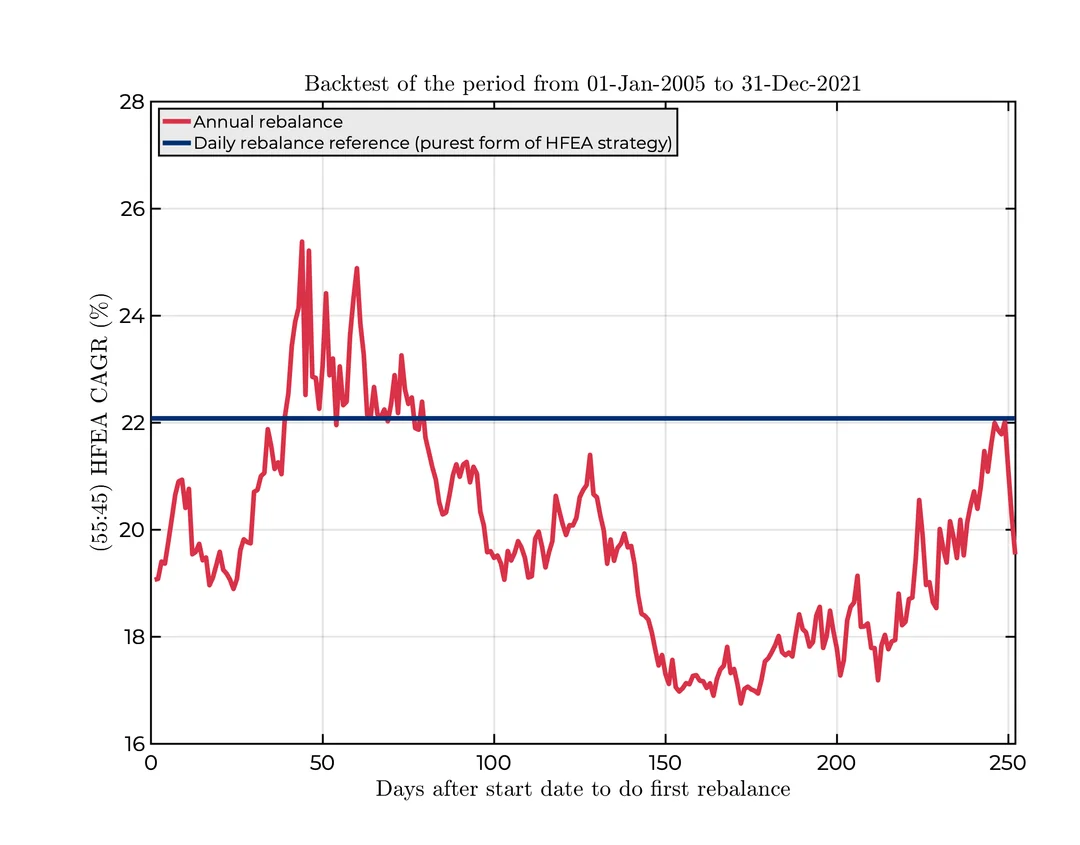 Backtest of the period from 01-Jan-2005 to 31-Dec-2021
28
Annual rebalance
Daily rebalance reference (purest form of HFEA strategy)
26
24
22
20
18
16
(55:45) HFEA CAGR (%)
0 50 100 150 200 250
Days after start date to do first rebalance